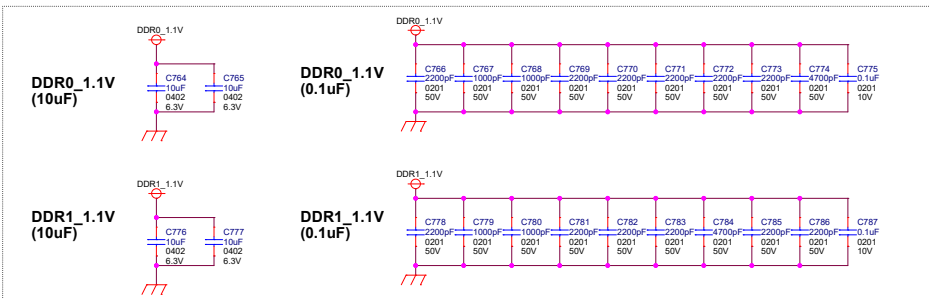 DDR0_1.1V
DDR0_1.1V
(10uF)
C764
10uF
0402
6.3V
C765
10uF
0402
6.3V
DDR0_1.1V
DDR0_1.1V
(0.1uF)
C766
2200pF
0201
50V
C767
1000pF
0201
50V
C768
1000pF
0201
50V
C769
2200pF
0201
50V
C770
2200pF
0201
50V
C771
2200pF
0201
50V
C772
2200pF
0201
50V
C773
2200pF
0201
50V
C774
4700pF
0201
50V
C775
0.1uF
0201
10V
DDR1_1.1V
DDR1_1.1V
(10uF)
C776
10uF
0402
6.3V
C777
10uF
0402
6.3V
DDR1_1.1V
DDR1_1.1V
(0.1uF)
C778
2200pF
0201
50V
C779
1000pF
0201
50V
C780
1000pF
0201
50V
C781
2200pF
0201
50V
C782
2200pF
0201
50V
C783
2200pF
0201
50V
C784
4700pF
0201
50V
C785
2200pF
0201
50V
C786
2200pF
0201
50V
C787
0.1uF
0201
10V